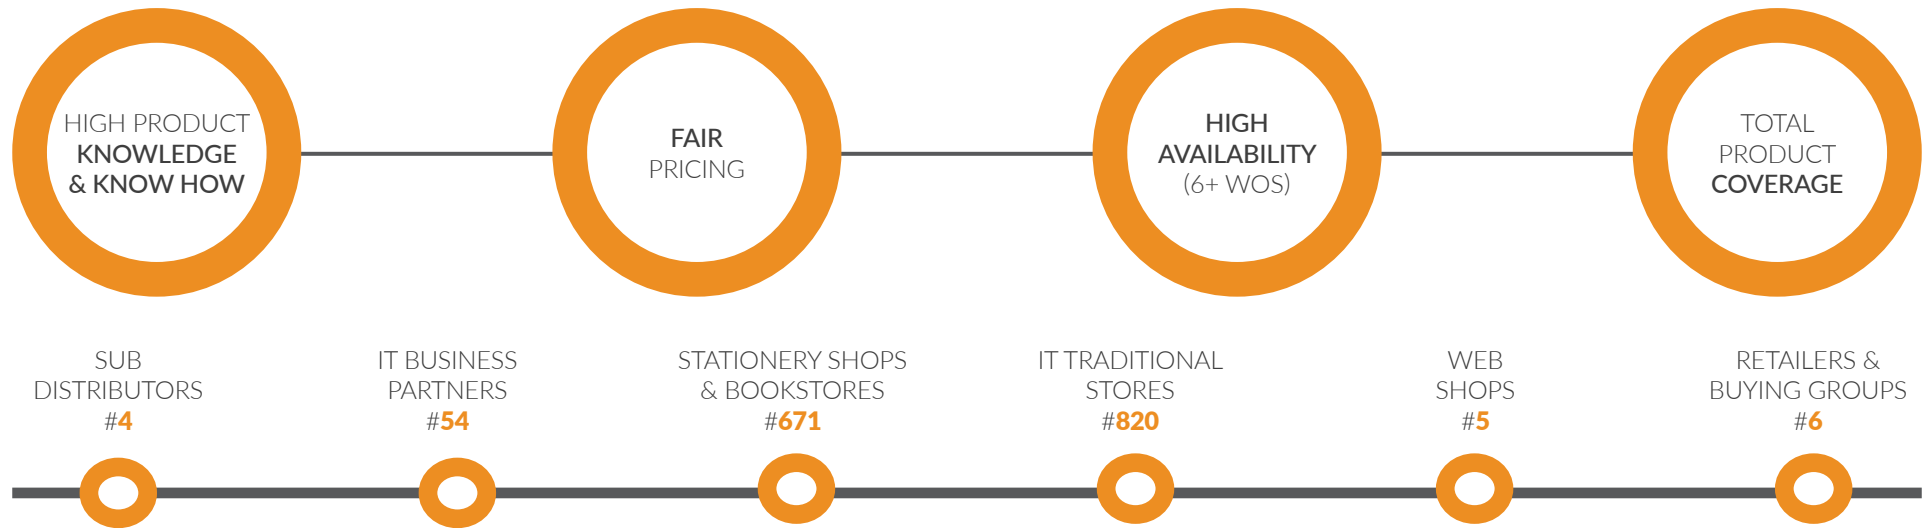 HIGH PRODUCT
KNOWLEDGE
& KNOW HOW
FAIR
PRICING
HIGH
AVAILABILITY
(6+ WOS)
TOTAL
PRODUCT
COVERAGE
SUB
DISTRIBUTORS
#4
IT BUSINESS
PARTNERS
#54
STATIONERY SHOPS
& BOOKSTORES
#671
IT TRADITIONAL
STORES
#820
WEB
SHOPS
#5
RETAILERS &
BUYING GROUPS
#6